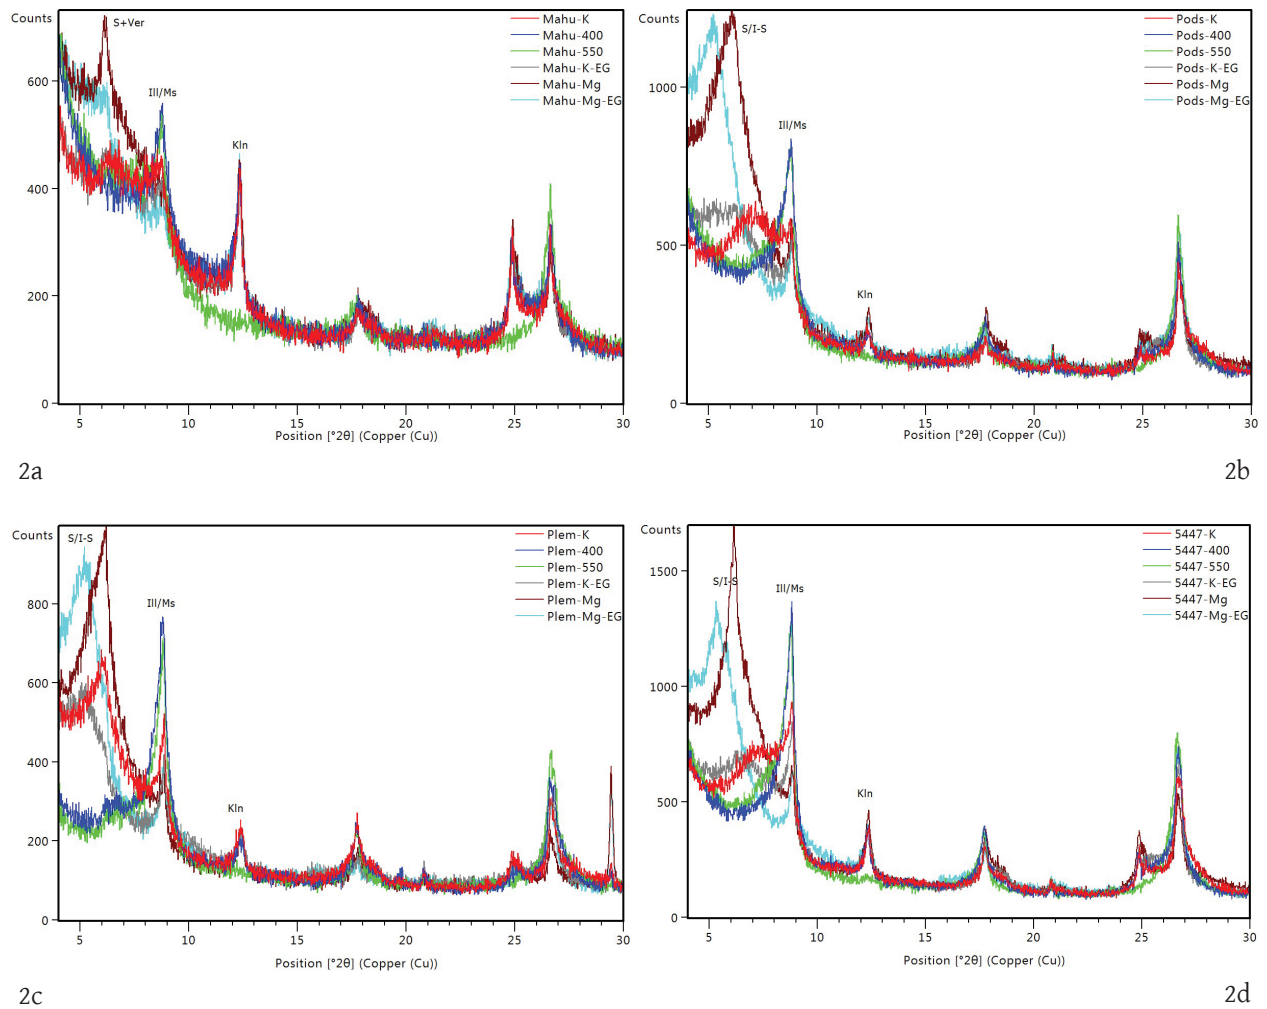 Counts
S+Ver
Ill/Ms
Kln
Mahu-K
Mahu-400
Mahu-550
Mahu-K-EG
Mahu-Mg
Mahu-Mg-EG
600
400
200
0
5 10 15 20 25 30
Position [°2θ] (Copper (Cu))
2a
Counts
S/I-S
Ill/Ms
Kln
Pods-K
Pods-400
Pods-550
Pods-K-EG
Pods-Mg
Pods-Mg-EG
1000
500
0
5 10 15 20 25 30
Position [°2θ] (Copper (Cu))
2b
Counts
S/I-S
Ill/Ms
Kln
Plem-K
Plem-400
Plem-550
Plem-K-EG
Plem-Mg
Plem-Mg-EG
800
600
400
200
0
5 10 15 20 25 30
Position [°2θ] (Copper (Cu))
2c
Counts
S/I-S
Ill/Ms
Kln
5447-K
5447-400
5447-550
5447-K-EG
5447-Mg
5447-Mg-EG
1500
1000
500
0
5 10 15 20 25 30
Position [°2θ] (Copper (Cu))
2d